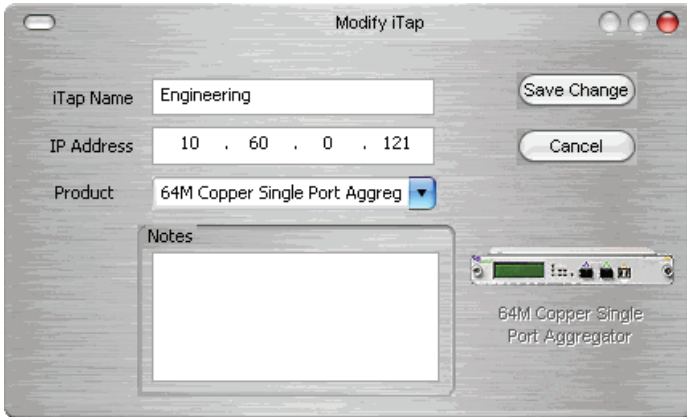 Modify iTap
iTap Name Engineering
Save Change
IP Address 10 . 60 . 0 . 121
Cancel
Product 64M Copper Single Port Aggreg
Notes
64M Copper Single
Port Aggregator